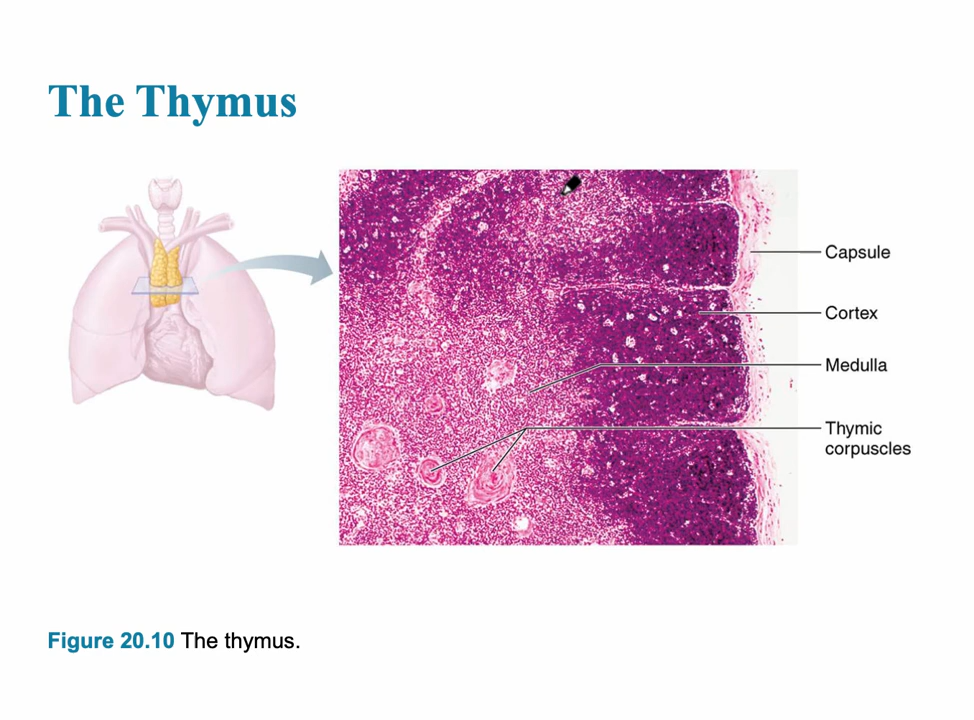 The Thymus
Capsule
Cortex
Medulla
Thymic
corpuscles
Figure 20.10 The thymus.